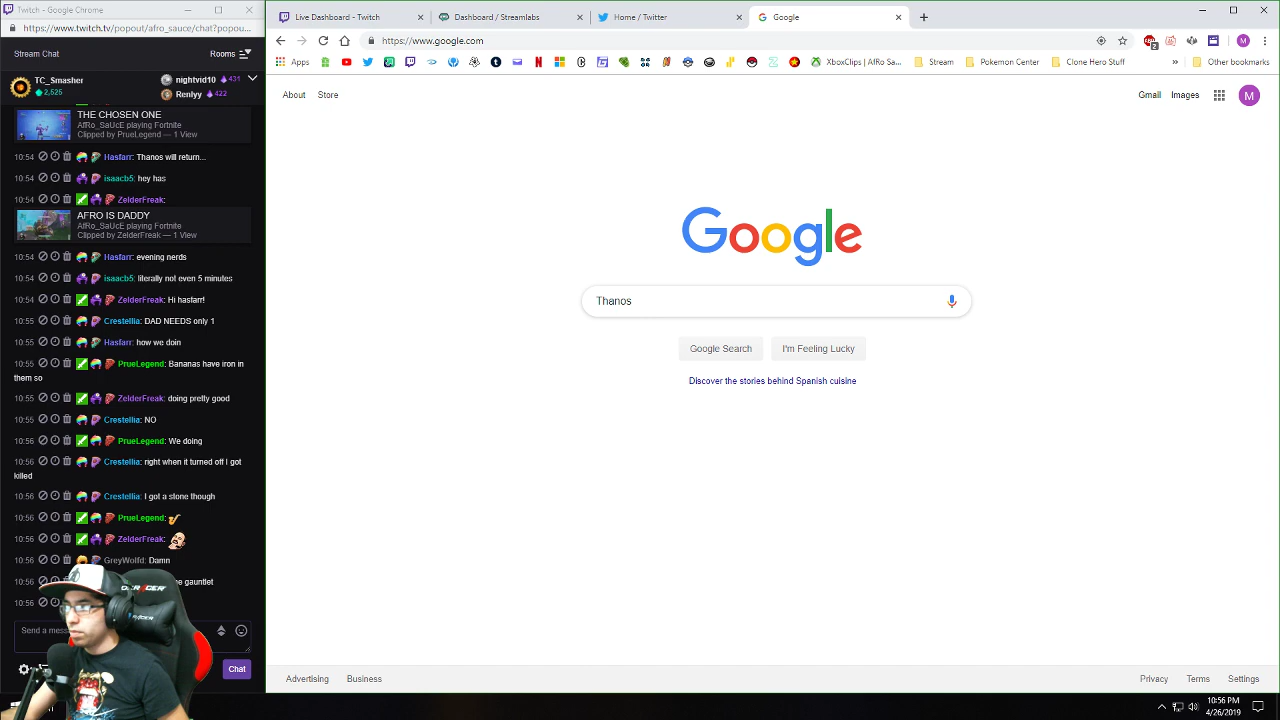 Twitch - Google Chrome
https://www.twitch.tv/popout/afro_sauce/chat?popou...
Stream Chat
Rooms
TC_Smasher
2,525
nightvid10 431
Renlyy 422
THE CHOSEN ONE
AfRo_SaUcE playing Fortnite
Clipped by PrueLegend — 1 View
10:54 Hasfarr: Thanos will return...
10:54 isaacb5: hey has
10:54 ZelderFreak:
AFRO IS DADDY
AfRo_SaUcE playing Fortnite
Clipped by ZelderFreak — 1 View
10:54 Hasfarr: evening nerds
10:54 isaacb5: literally not even 5 minutes
10:54 ZelderFreak: Hi hasfarr!
10:55 Crestellia: DAD NEEDS only 1
10:55 Hasfarr: how we doin
10:55 PrueLegend: Bananas have iron in
them so
10:55 ZelderFreak: doing pretty good
10:55 Crestellia: NO
10:56 PrueLegend: We doing
10:56 Crestellia: right when it turned off I got
killed
10:56 Crestellia: I got a stone though
10:56 PrueLegend:
10:56 ZelderFreak:
10:56 GreyWolfd: Damn
10:56 gauntlet
10:56
Send a mess
Chat
Live Dashboard - Twitch
Dashboard / Streamlabs
Home / Twitter
Google
https://www.google.com
2
M
Apps
XboxClips | AfRo Sa...
Stream
Pokemon Center
Clone Hero Stuff
»
Other bookmarks
About
Store
Gmail
Images
M
Google
Thanos
Google Search
I'm Feeling Lucky
Discover the stories behind Spanish cuisine
Advertising
Business
Privacy
Terms
Settings
10:56 PM
4/26/2019